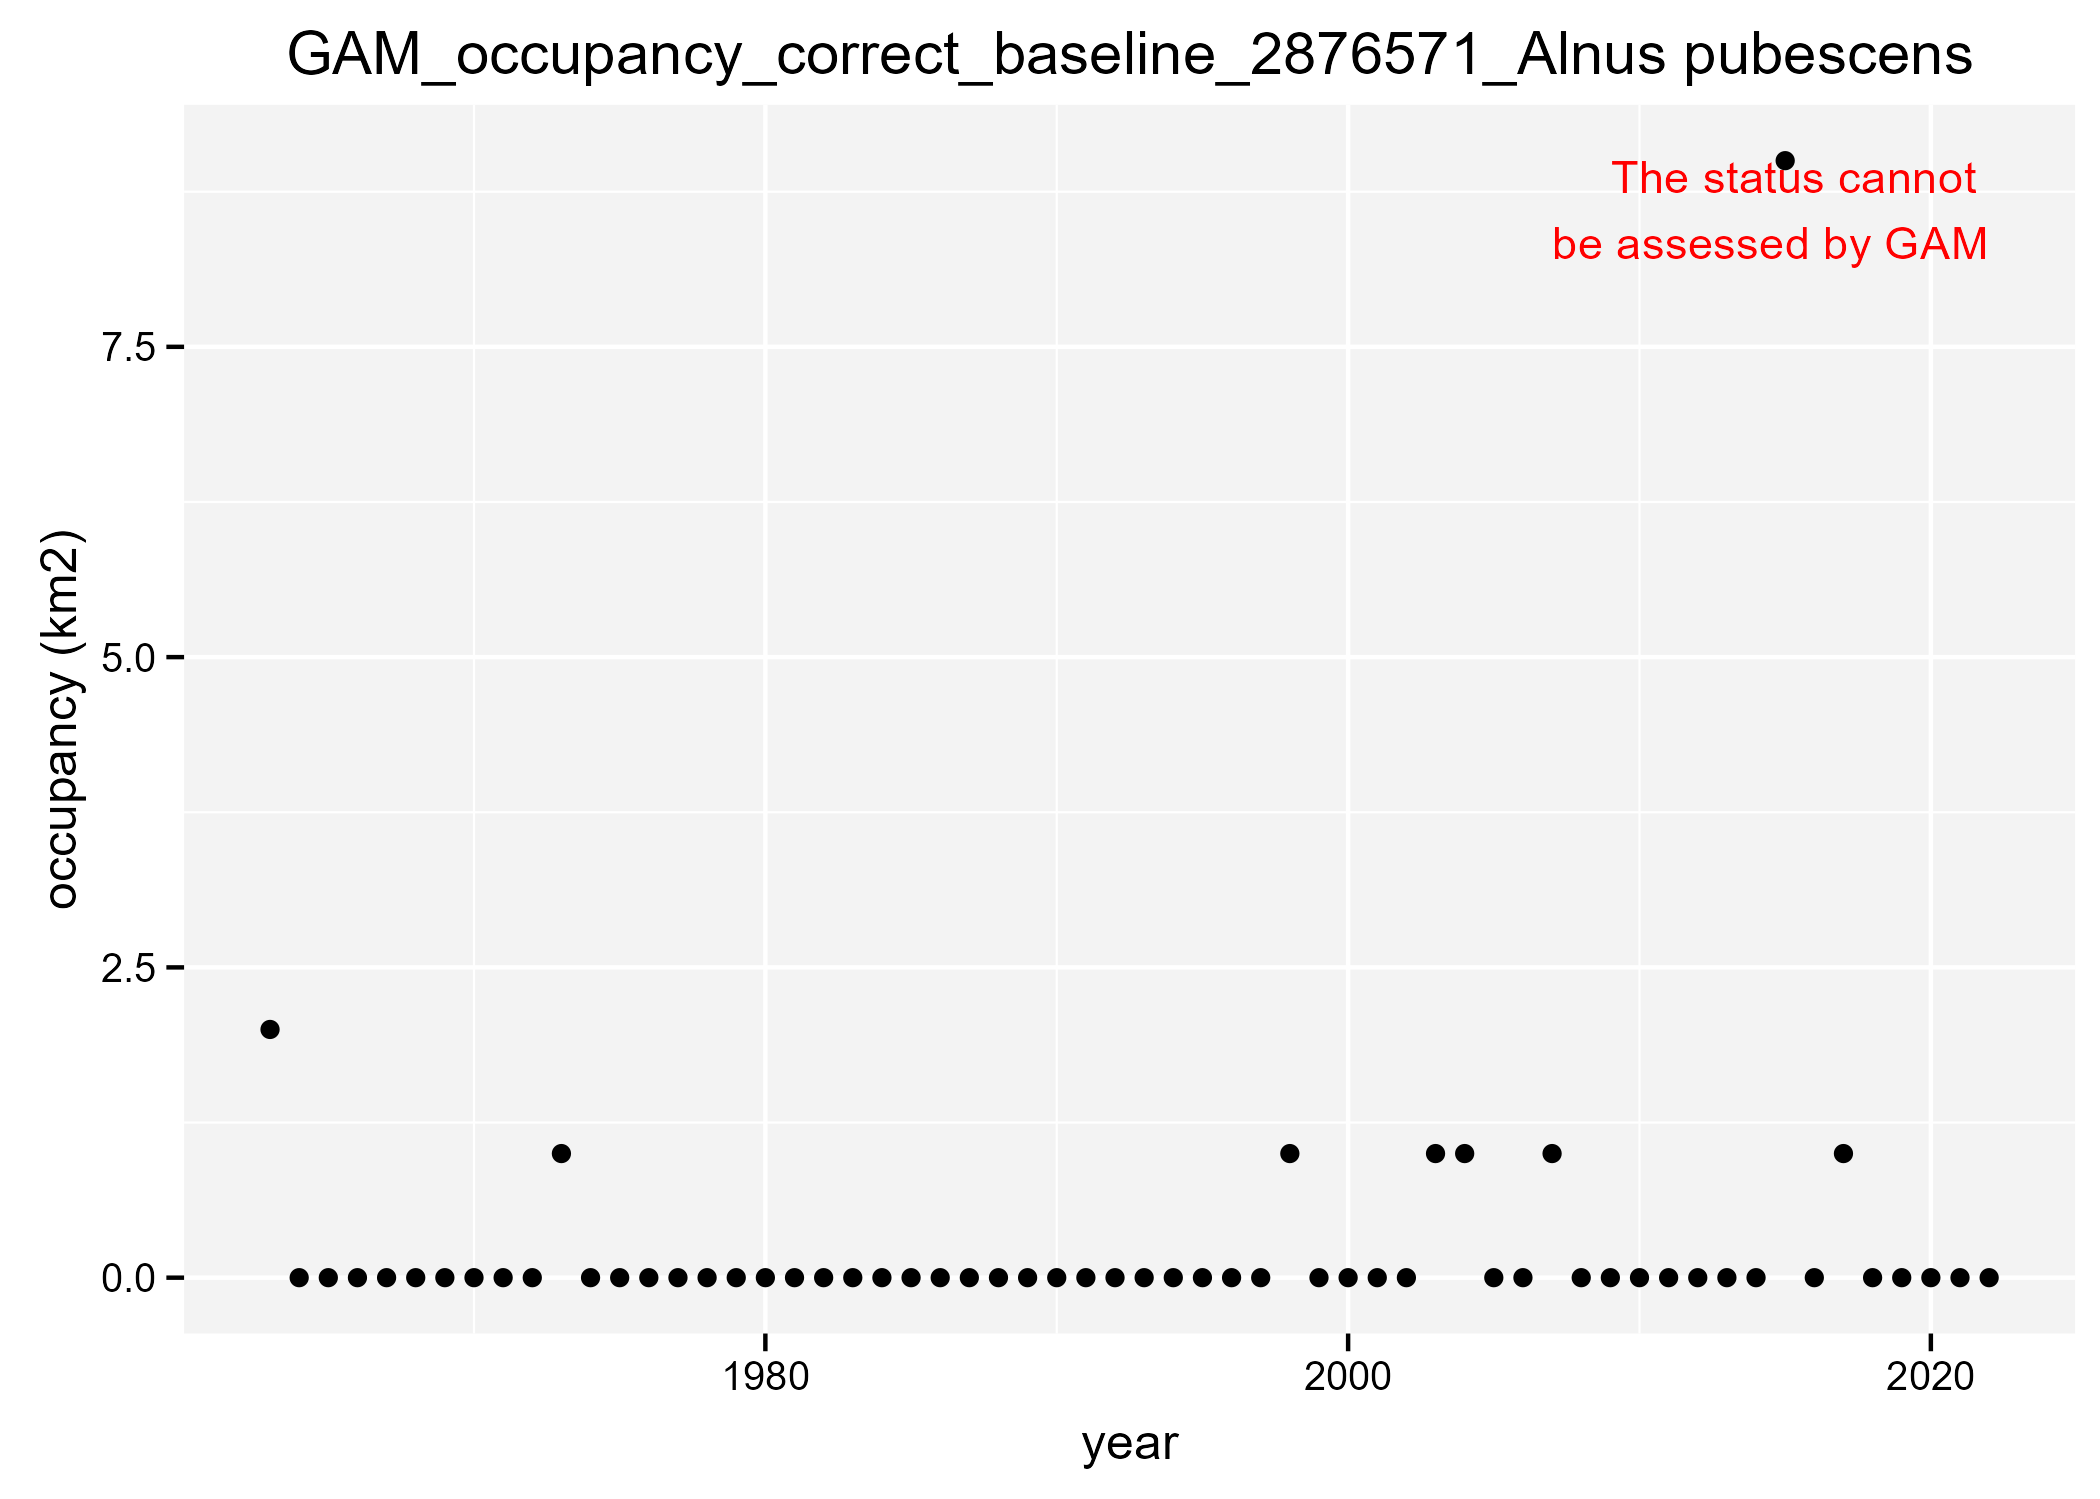 GAM_occupancy_correct_baseline_2876571_Alnus pubescens
The status cannot
be assessed by GAM
occupancy (km2)
7.5
5.0
2.5
0.0
1980 2000 2020
year